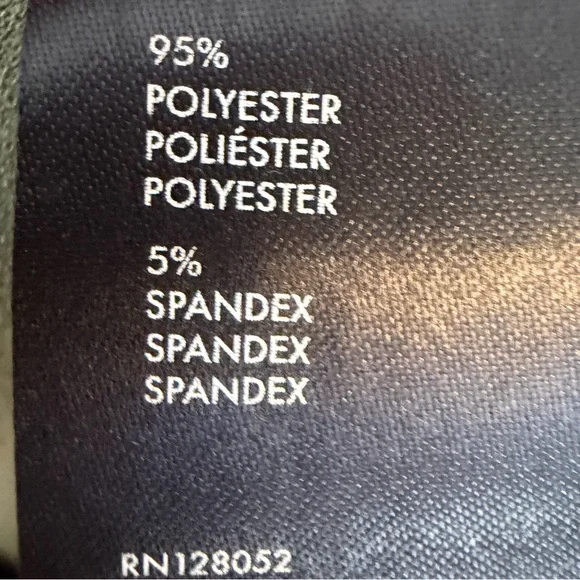 95%
POLYESTER
POLIÉSTER
POLYESTER
5%
SPANDEX
SPANDEX
SPANDEX
RN128052